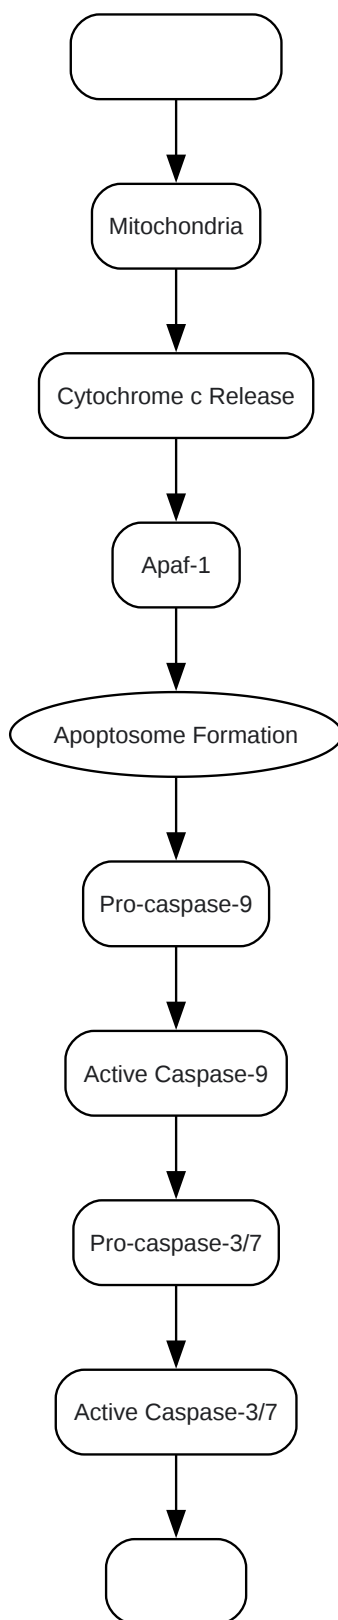 Mitochondria
Cytochrome c Release
Apaf-1
Apoptosome Formation
Pro-caspase-9
Active Caspase-9
Pro-caspase-3/7
Active Caspase-3/7